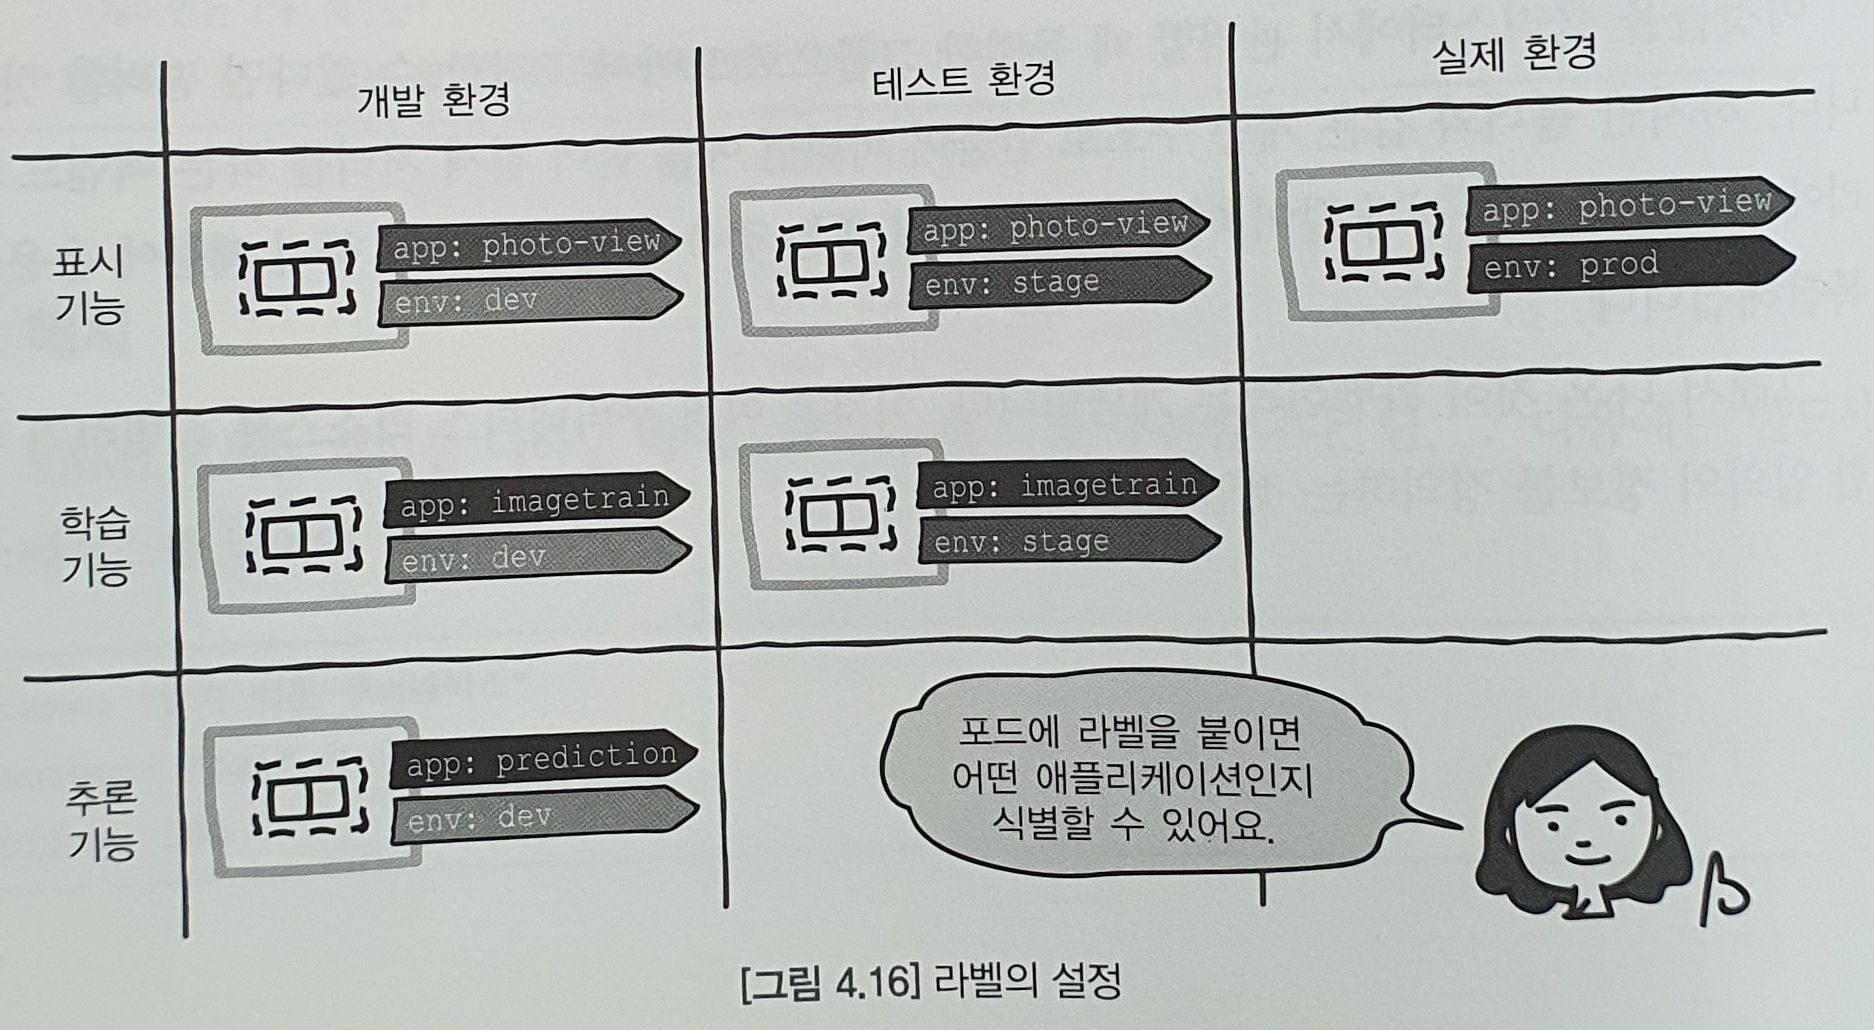 개발 환경
테스트 환경
실제 환경
표시
기능
app: photo-view
env: dev
app: photo-view
env: stage
app: photo-view
env: prod
학습
기능
app: imagetrain
env: dev
app: imagetrain
env: stage
추론
기능
app: prediction
env: dev
포드에 라벨을 붙이면
어떤 애플리케이션인지
식별할 수 있어요.
[그림 4.16] 라벨의 설정